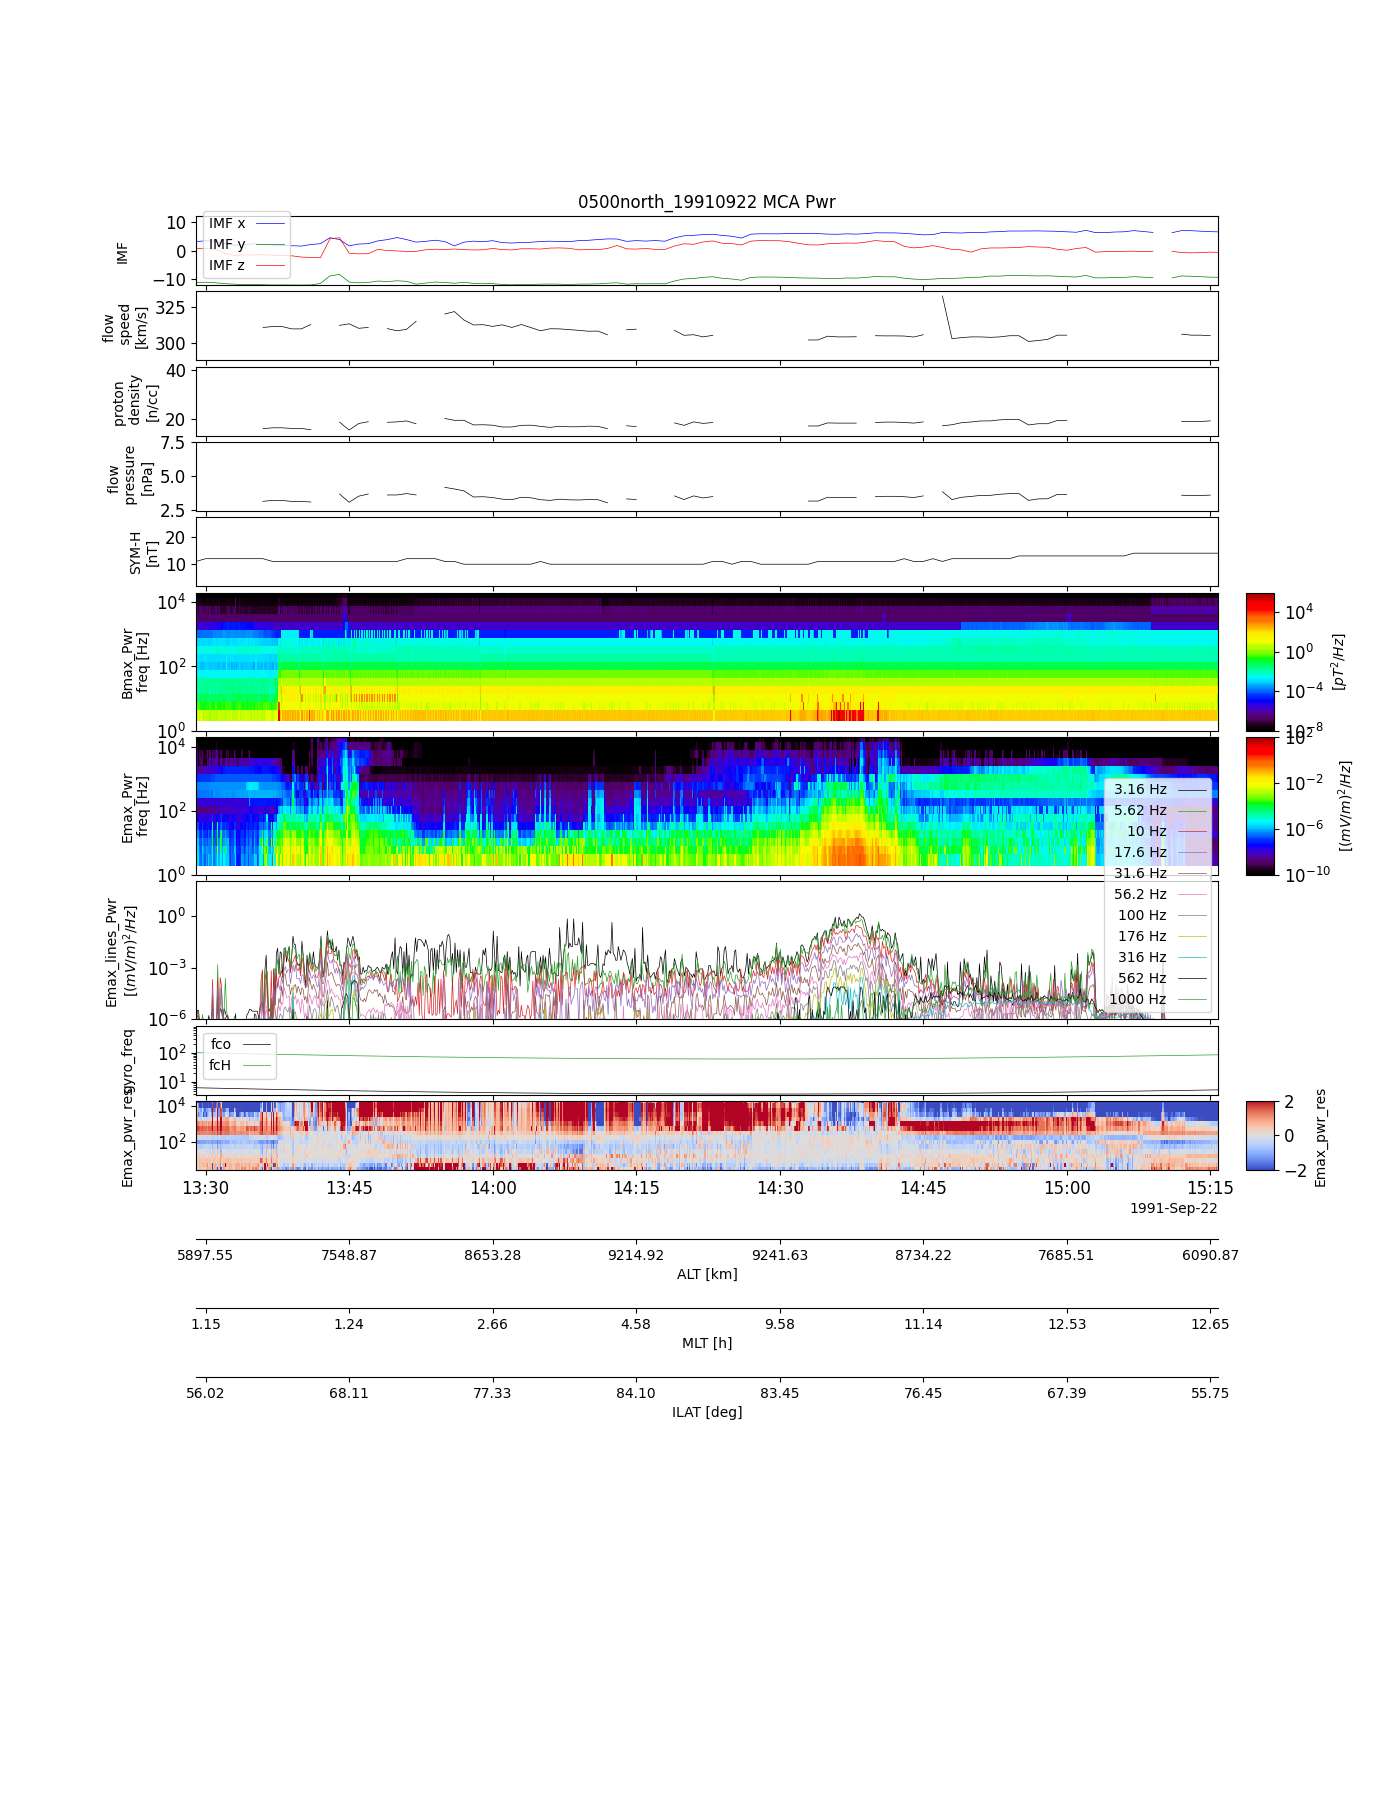 0500north_19910922 MCA Pwr
IMF
10
0
−10
IMF x
IMF y
IMF z
flow
speed
[km/s]
325
300
proton
density
[n/cc]
40
20
flow
pressure
[nPa]
7.5
5.0
2.5
SYM-H
[nT]
20
10
Bmax_Pwr
freq [Hz]
10^4
10^2
10^0
10^4
10^0
10^−4
10^−8
[pT^2/Hz]
Emax_Pwr
freq [Hz]
10^4
10^2
10^0
10^2
10^−2
10^−6
10^−10
[(mV/m)^2/Hz]
3.16 Hz
5.62 Hz
10 Hz
17.6 Hz
31.6 Hz
56.2 Hz
100 Hz
176 Hz
316 Hz
562 Hz
1000 Hz
Emax_lines_Pwr
[(mV/m)^2/Hz]
10^0
10^−3
10^−6
gyro_freq
10^2
10^1
fco
fcH
Emax_pwr_res
10^4
10^2
2
0
−2
Emax_pwr_res
13:30 13:45 14:00 14:15 14:30 14:45 15:00 15:15
1991-Sep-22
5897.55 7548.87 8653.28 9214.92 9241.63 8734.22 7685.51 6090.87
ALT [km]
1.15 1.24 2.66 4.58 9.58 11.14 12.53 12.65
MLT [h]
56.02 68.11 77.33 84.10 83.45 76.45 67.39 55.75
ILAT [deg]